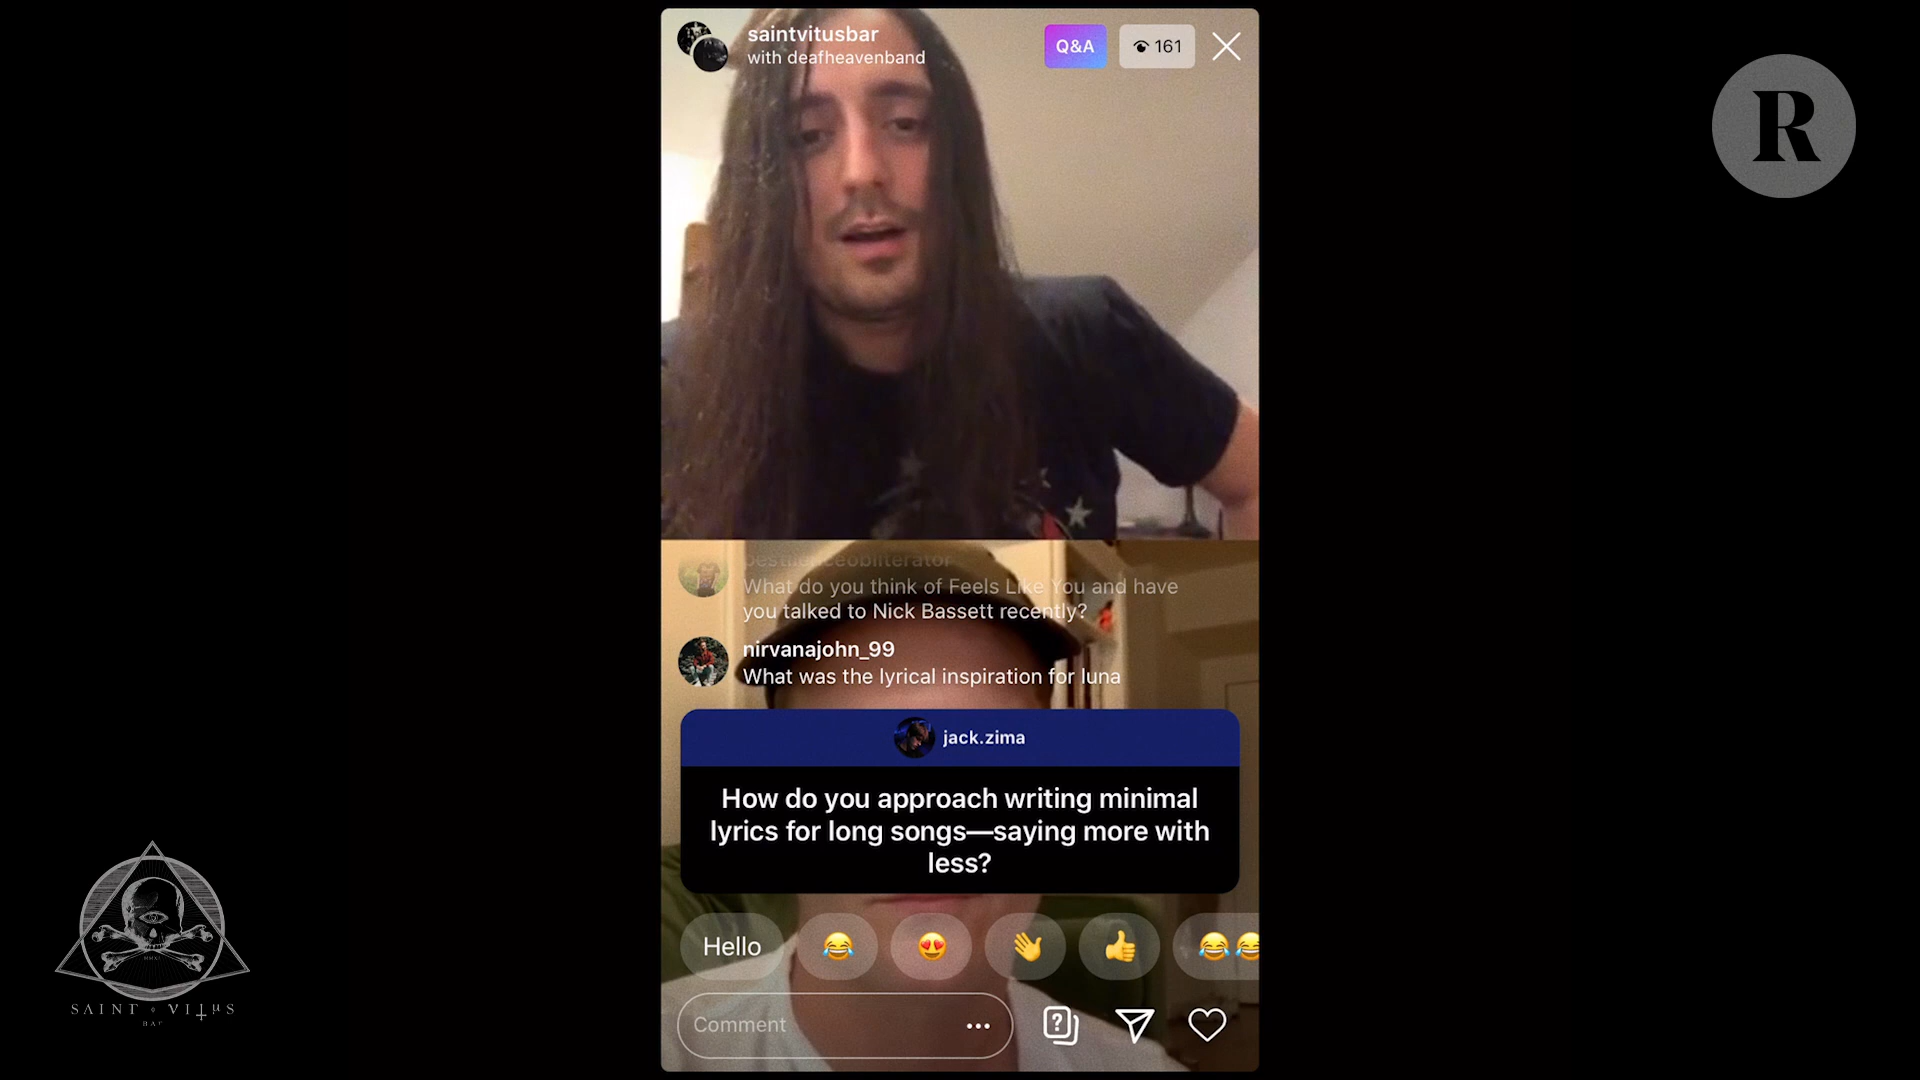 saintvitusbar
with deafheavenband
Q&A
161
R
pestilenceobliterator
What do you think of Feels Like You and have
you talked to Nick Bassett recently?
nirvanajohn_99
What was the lyrical inspiration for luna
jack.zima
How do you approach writing minimal
lyrics for long songs—saying more with
less?
Hello
Comment
SAINT VITUS
BAR